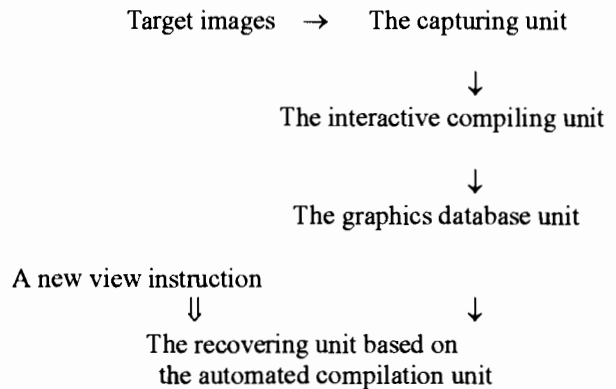 Target images → The capturing unit
↓
The interactive compiling unit
↓
The graphics database unit
A new view instruction
⇓ ↓
The recovering unit based on
the automated compilation unit